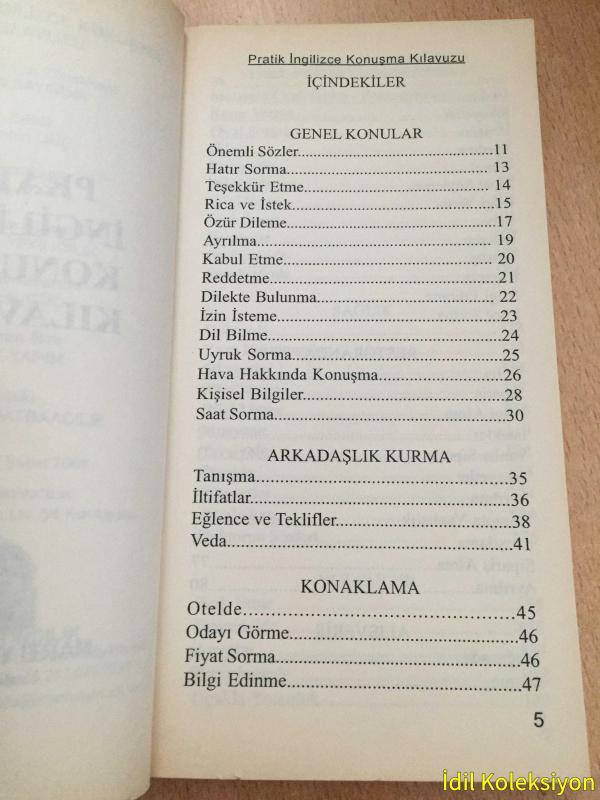 Pratik İngilizce Konuşma Kılavuzu
İÇİNDEKİLER
GENEL KONULAR
Önemli Sözler............................................11
Hatır Sorma............................................. 13
Teşekkür Etme......................................... 14
Rica ve İstek.............................................15
Özür Dileme..............................................17
Ayrılma..................................................... 19
Kabul Etme............................................... 20
Reddetme...................................................21
Dilekte Bulunma....................................... 22
İzin İsteme.................................................23
Dil Bilme...................................................24
Uyruk Sorma.............................................25
Hava Hakkında Konuşma.........................26
Kişisel Bilgiler..........................................28
Saat Sorma................................................30
ARKADAŞLIK KURMA
Tanışma.....................................................35
İltifatlar......................................................36
Eğlence ve Teklifler..................................38
Veda...........................................................41
KONAKLAMA
Otelde........................................................45
Odayı Görme.............................................46
Fiyat Sorma...............................................46
Bilgi Edinme..............................................47
5
İdil Koleksiyon